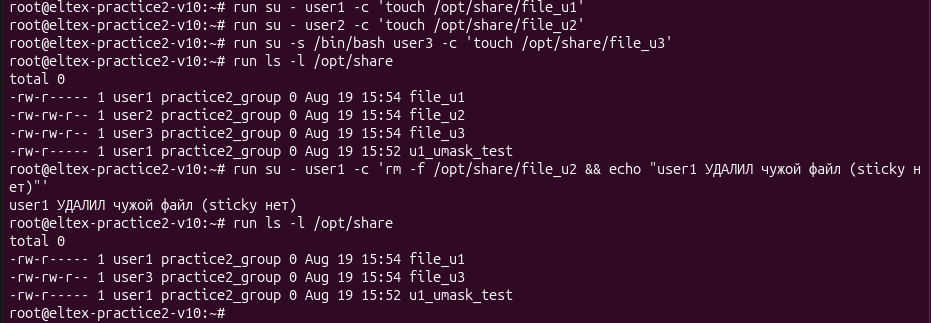 root@eltex-practice2-v10:~# run su - user1 -c 'touch /opt/share/file_u1'
root@eltex-practice2-v10:~# run su - user2 -c 'touch /opt/share/file_u2'
root@eltex-practice2-v10:~# run su -s /bin/bash user3 -c 'touch /opt/share/file_u3'
root@eltex-practice2-v10:~# run ls -l /opt/share
total 0
-rw-r----- 1 user1 practice2_group 0 Aug 19 15:54 file_u1
-rw-rw-r-- 1 user2 practice2_group 0 Aug 19 15:54 file_u2
-rw-rw-r-- 1 user3 practice2_group 0 Aug 19 15:54 file_u3
-rw-r----- 1 user1 practice2_group 0 Aug 19 15:52 u1_umask_test
root@eltex-practice2-v10:~# run su - user1 -c 'rm -f /opt/share/file_u2 && echo "user1 УДАЛИЛ чужой файл (sticky н
ет)"'
user1 УДАЛИЛ чужой файл (sticky нет)
root@eltex-practice2-v10:~# run ls -l /opt/share
total 0
-rw-r----- 1 user1 practice2_group 0 Aug 19 15:54 file_u1
-rw-rw-r-- 1 user3 practice2_group 0 Aug 19 15:54 file_u3
-rw-r----- 1 user1 practice2_group 0 Aug 19 15:52 u1_umask_test
root@eltex-practice2-v10:~#